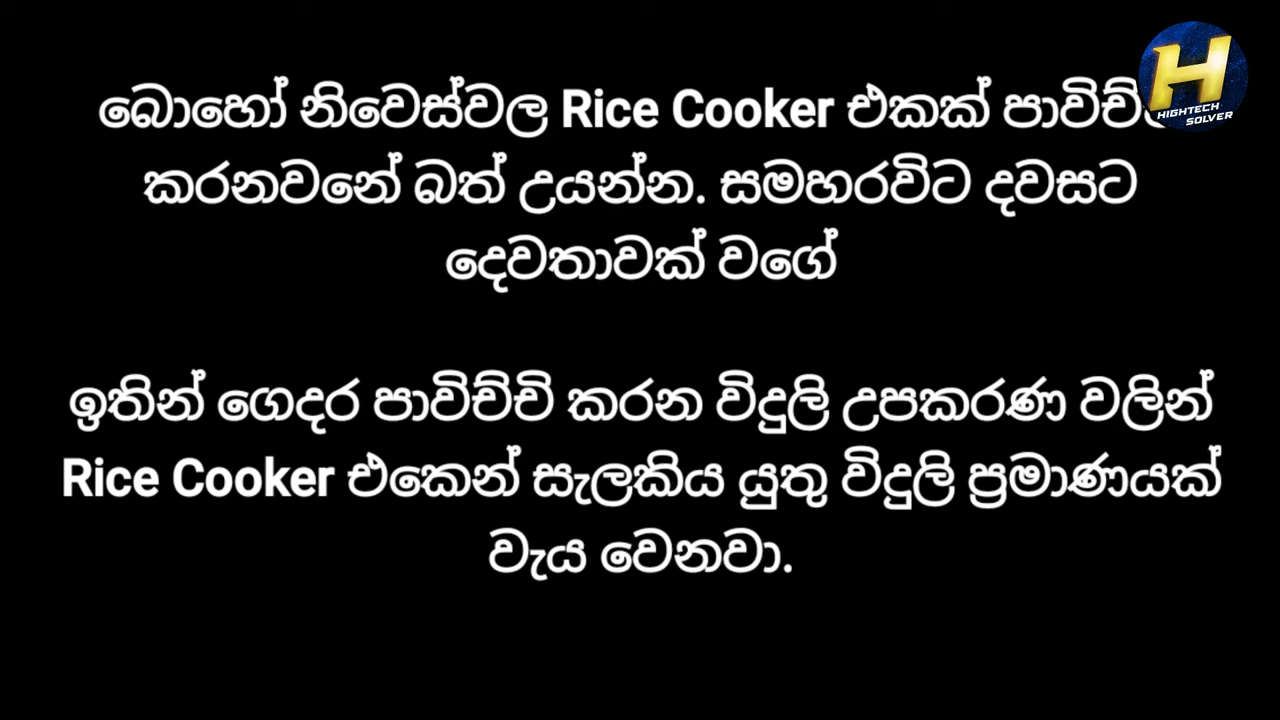 බොහෝ නිවෙස්වල Rice Cooker එකක්
කරනවනේ බත් උයන්න. සමහරවිට දවසට
දෙවතාවක් වගේ
ඉතින් ගෙදර පාවිච්චි කරන විදුලි උපකරණ වලින්
Rice Cooker එකෙන් සැලකිය යුතු විදුලි ප්‍රමාණයක්
වැය වෙනවා.
H
HIGHTECH
SOLVER